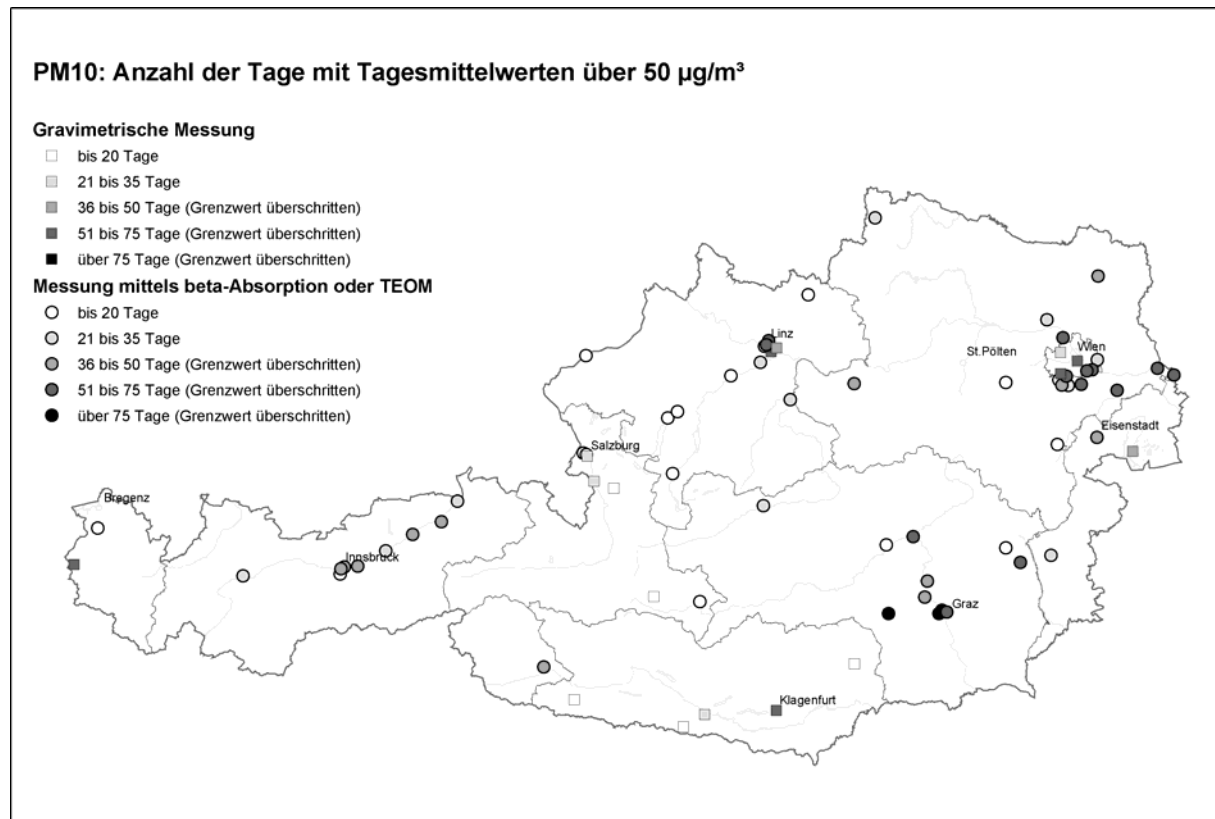 PM10: Anzahl der Tage mit Tagesmittelwerten über 50 µg/m³
Gravimetrische Messung
bis 20 Tage
21 bis 35 Tage
36 bis 50 Tage (Grenzwert überschritten)
51 bis 75 Tage (Grenzwert überschritten)
über 75 Tage (Grenzwert überschritten)
Messung mittels beta-Absorption oder TEOM
bis 20 Tage
21 bis 35 Tage
36 bis 50 Tage (Grenzwert überschritten)
51 bis 75 Tage (Grenzwert überschritten)
über 75 Tage (Grenzwert überschritten)
Linz
St.Pölten
Wien
Eisenstadt
Salzburg
Bregenz
Innsbruck
Graz
Klagenfurt